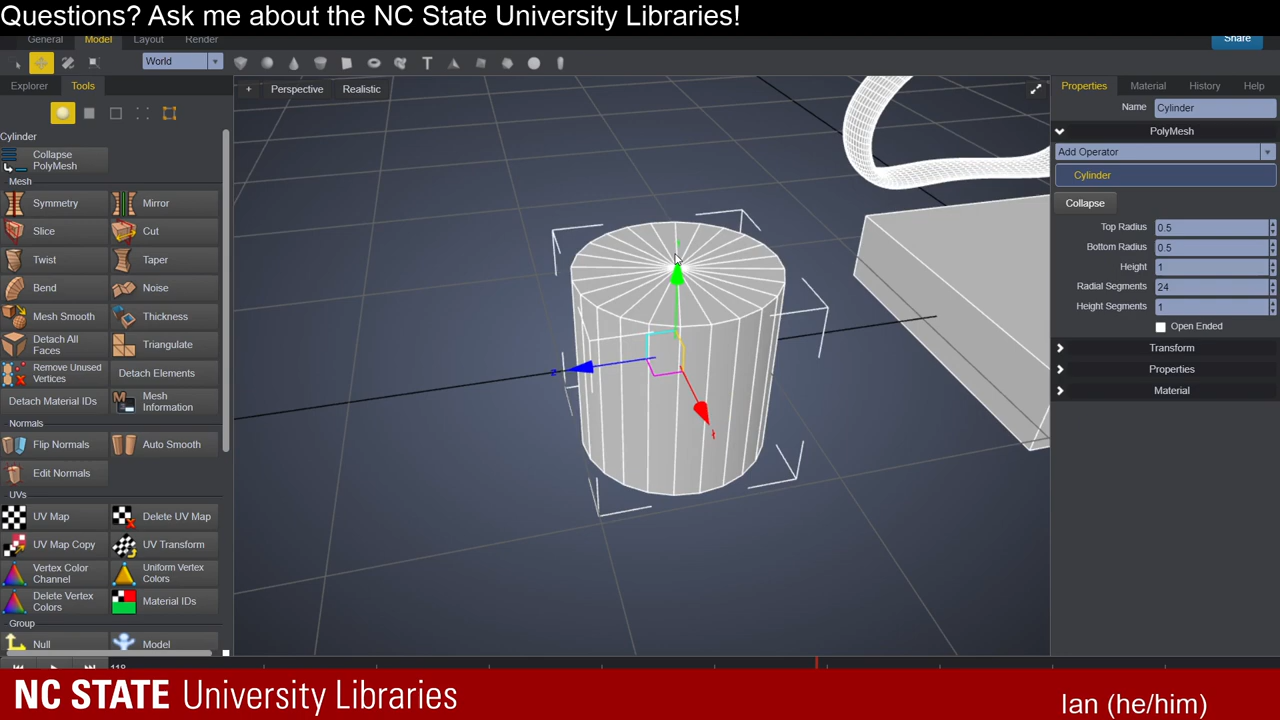 Questions? Ask me about the NC State University Libraries!
General Model Layout Render Share
World
Explorer Tools + Perspective Realistic Properties Material History Help
Name Cylinder
Cylinder
PolyMesh
Collapse PolyMesh
Add Operator
Cylinder
Collapse
Mesh
Symmetry Mirror
Slice Cut
Twist Taper
Bend Noise
Mesh Smooth Thickness
Detach All Faces Triangulate
Remove Unused Vertices Detach Elements
Detach Material IDs Mesh Information
Normals
Flip Normals Auto Smooth
Edit Normals
UVs
UV Map Delete UV Map
UV Map Copy UV Transform
Vertex Color Channel Uniform Vertex Colors
Delete Vertex Colors Material IDs
Group
Null Model
Top Radius 0.5
Bottom Radius 0.5
Height 1
Radial Segments 24
Height Segments 1
Open Ended
Transform
Properties
Material
z
NC STATE University Libraries
Ian (he/him)